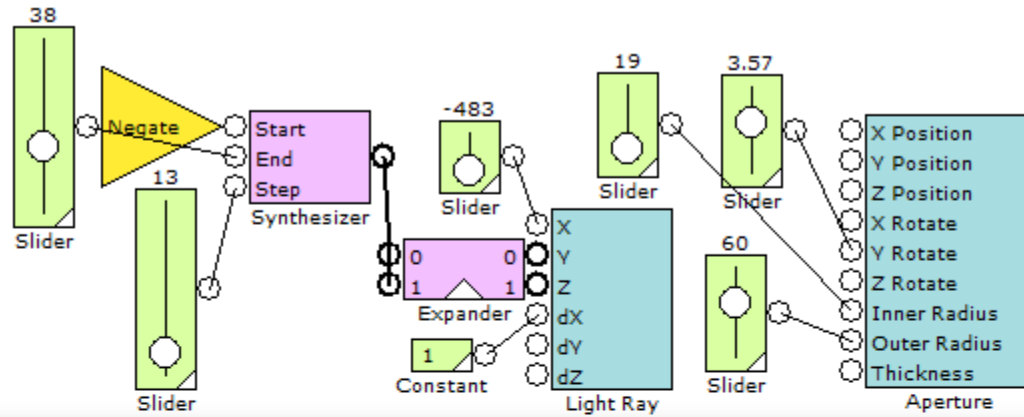 38
Slider
Negate
13
Slider
Start
End
Step
Synthesizer
-483
Slider
0 0
1 1
Expander
1
Constant
X
Y
Z
dX
dY
dZ
Light Ray
19
Slider
3.57
Slider
60
Slider
X Position
Y Position
Z Position
X Rotate
Y Rotate
Z Rotate
Inner Radius
Outer Radius
Thickness
Aperture